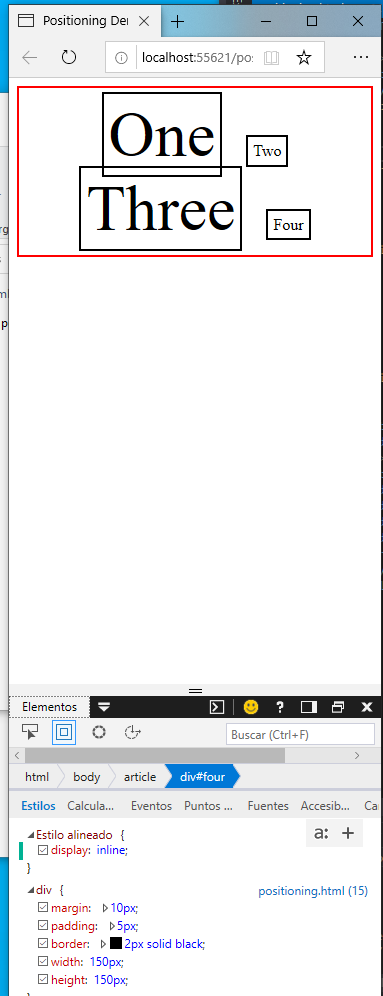 Positioning De
localhost:55621/po:
One
Two
Three
Four
Elementos
?
Buscar (Ctrl+F)
html
body
article
div#four
Estilos
Calcula...
Eventos
Puntos ...
Fuentes
Accesib...
Ca
Estilo alineado {
a: +
display: inline;
}
div {
positioning.html (15)
margin: 10px;
padding: 5px;
border: 2px solid black;
width: 150px;
height: 150px;